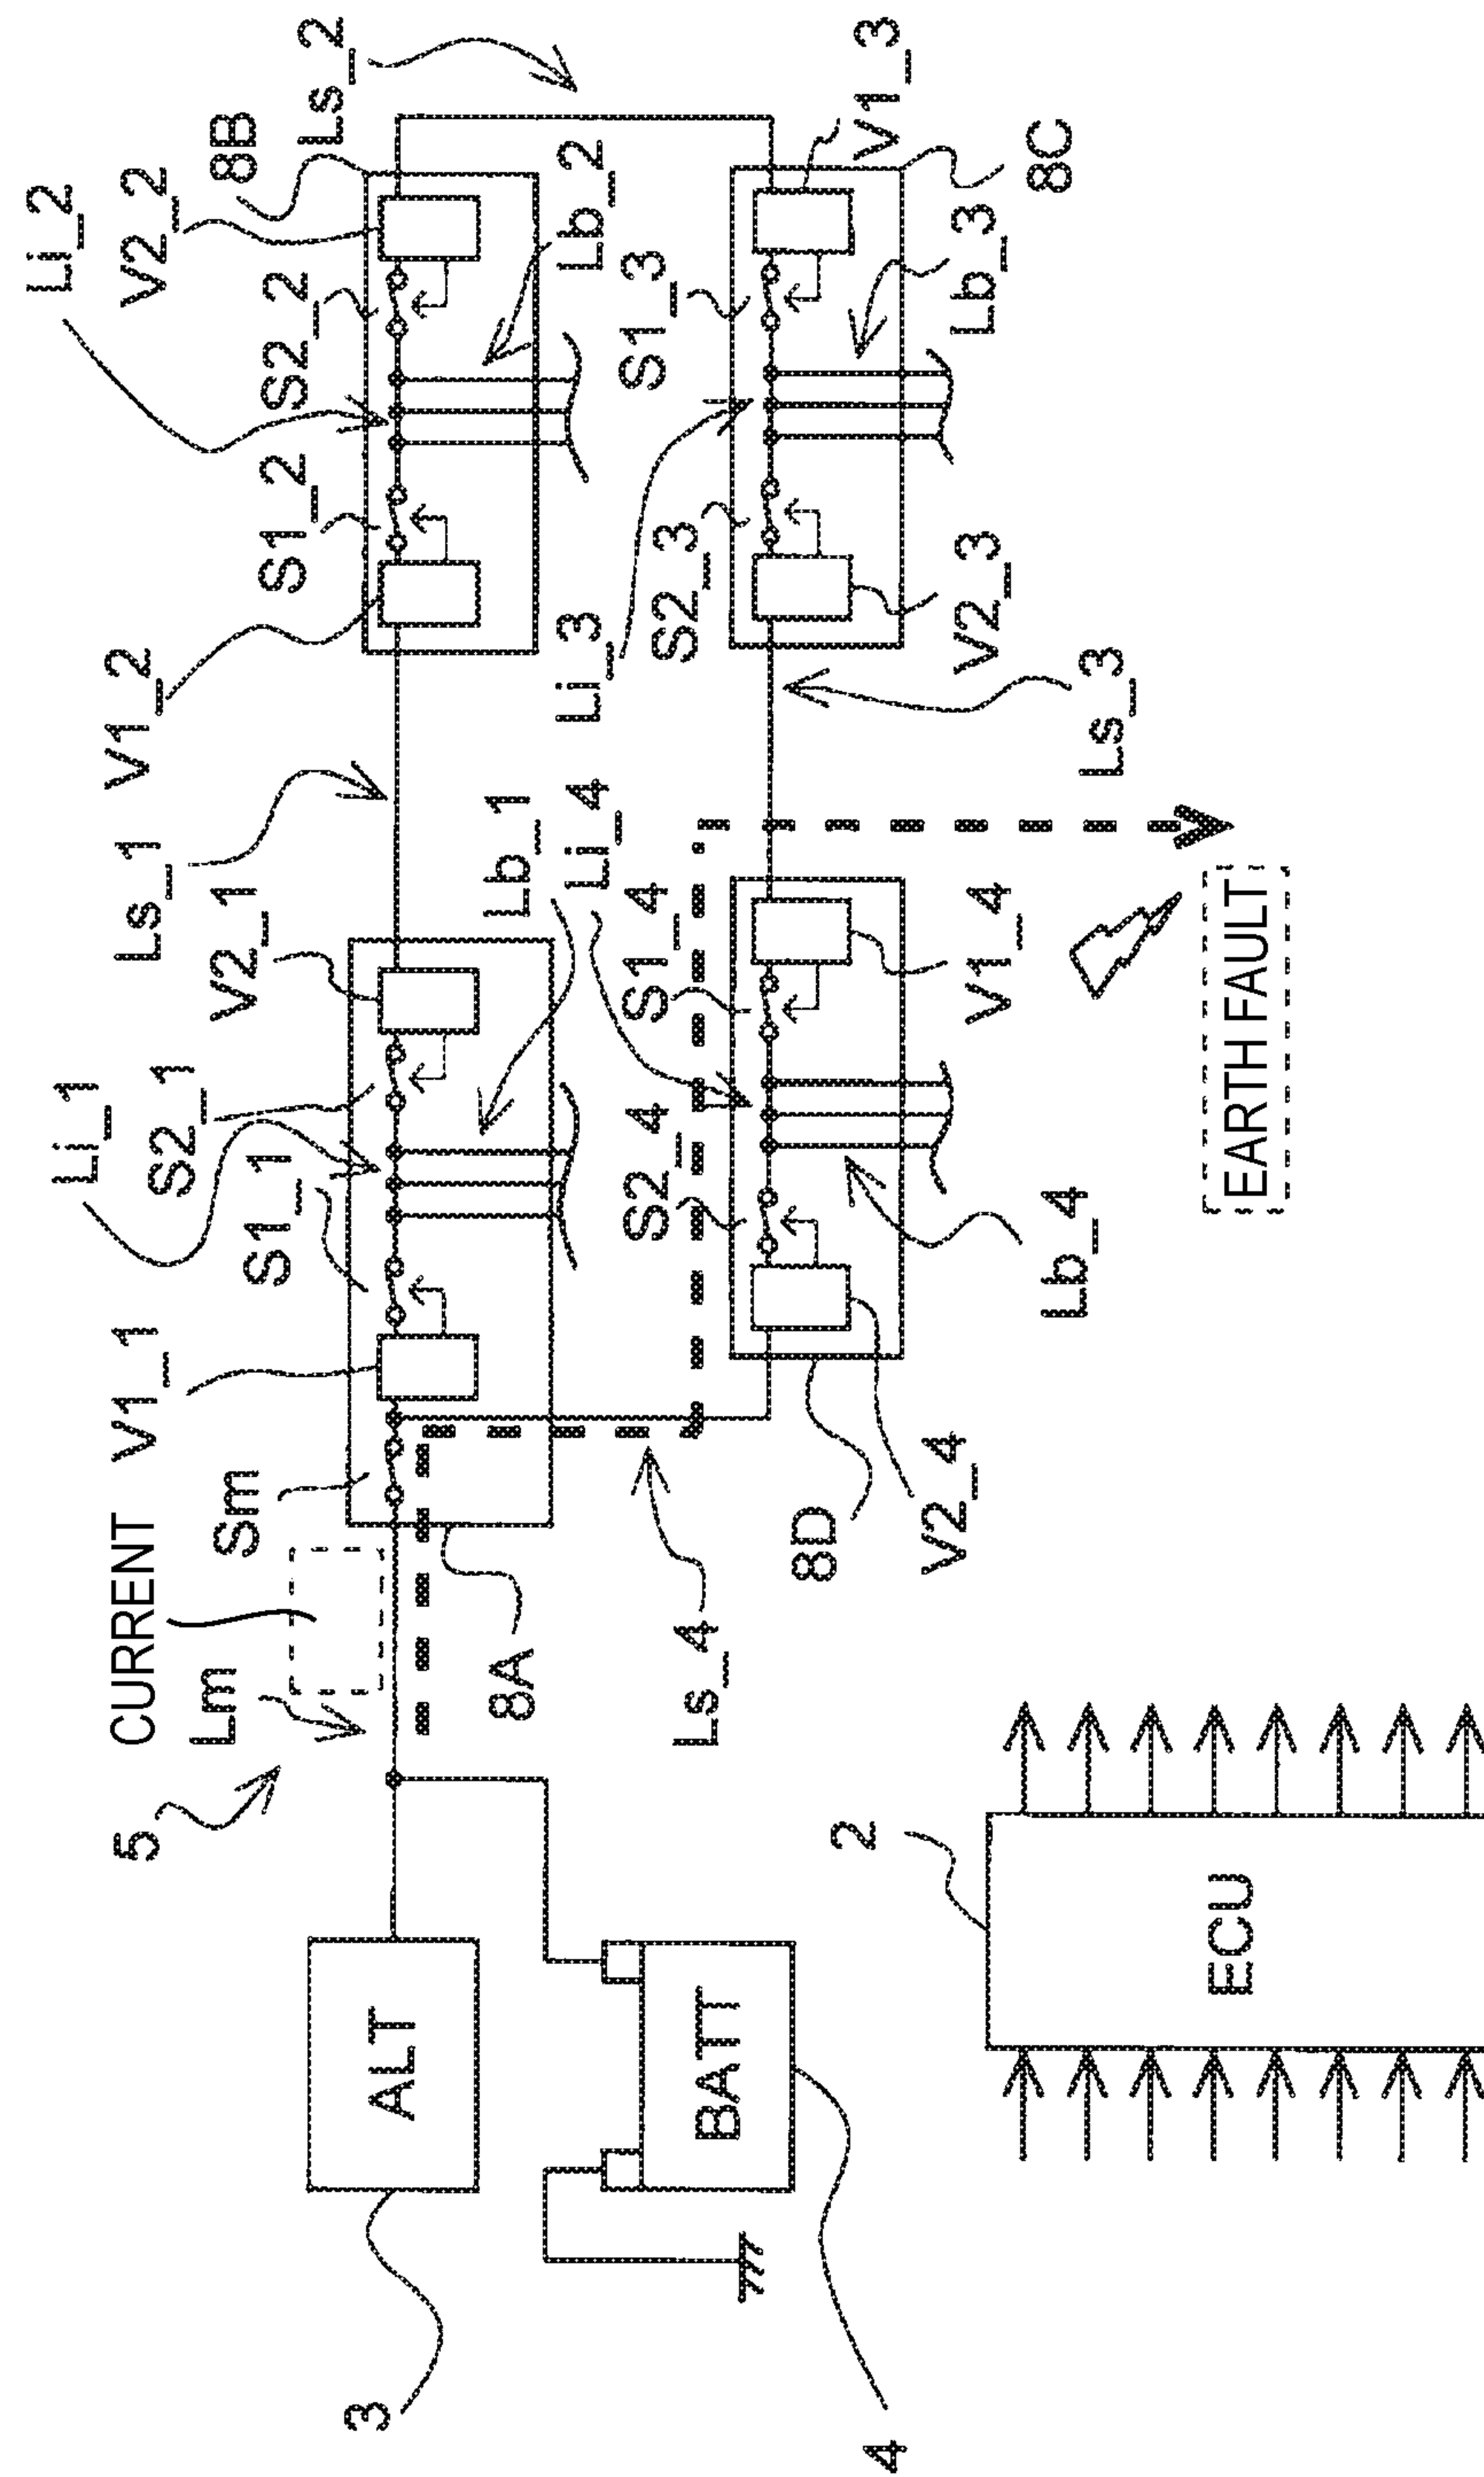 Li_2
V2_2
8B
Ls_2
S2_2
Lb_2
S1_2
V1_2
Ls_1
V2_1
Li_1
S2_1
Lb_1
S1_1
V1_1
CURRENT
Sm
Lm
5
8A
ALT
3
V1_3
8C
S1_3
Lb_3
Li_3
S2_3
V2_3
Ls_3
Li_4
S1_4
V1_4
S2_4
Lb_4
EARTH FAULT
8D
V2_4
Ls_4
BATT
4
2
ECU